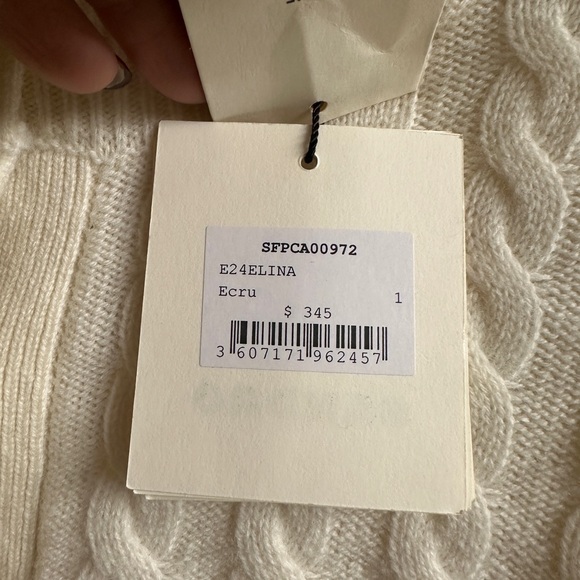 SFPCA00972
E24ELINA
Ecru 1
$ 345
3 607171 962457